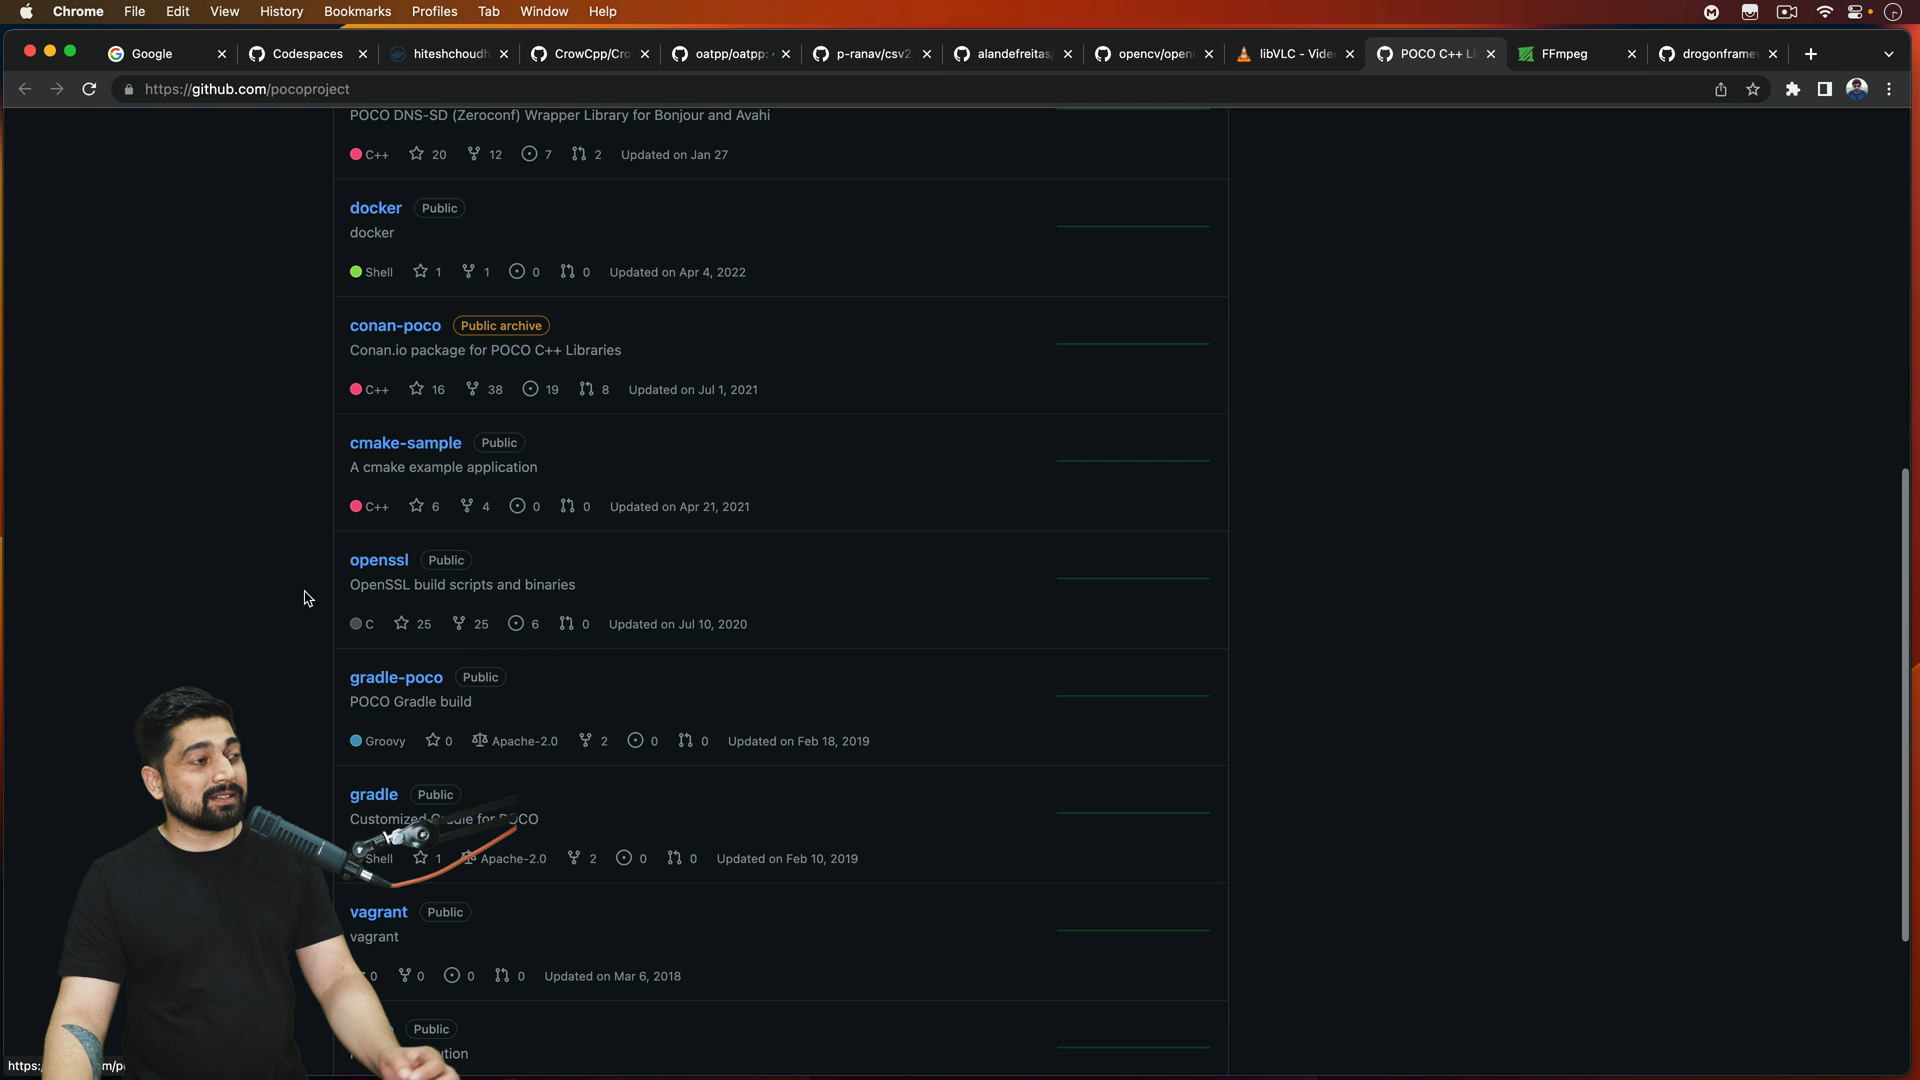 Chrome File Edit View History Bookmarks Profiles Tab Window Help
Google Codespaces hiteshchoudh CrowCpp/Cro oatpp/oatpp: p-ranav/csv2 alandefreitas/ opencv/openc libVLC - Vide POCO C++ Li FFmpeg drogonframe
https://github.com/pocoproject
POCO DNS-SD (Zeroconf) Wrapper Library for Bonjour and Avahi
C++ 20 12 7 2 Updated on Jan 27
docker Public
docker
Shell 1 1 0 0 Updated on Apr 4, 2022
conan-poco Public archive
Conan.io package for POCO C++ Libraries
C++ 16 38 19 8 Updated on Jul 1, 2021
cmake-sample Public
A cmake example application
C++ 6 4 0 0 Updated on Apr 21, 2021
openssl Public
OpenSSL build scripts and binaries
C 25 25 6 0 Updated on Jul 10, 2020
gradle-poco Public
POCO Gradle build
Groovy 0 Apache-2.0 2 0 0 Updated on Feb 18, 2019
gradle Public
Customized Gradle for POCO
Shell 1 Apache-2.0 2 0 0 Updated on Feb 10, 2019
vagrant Public
vagrant
0 0 0 0 Updated on Mar 6, 2018
Public